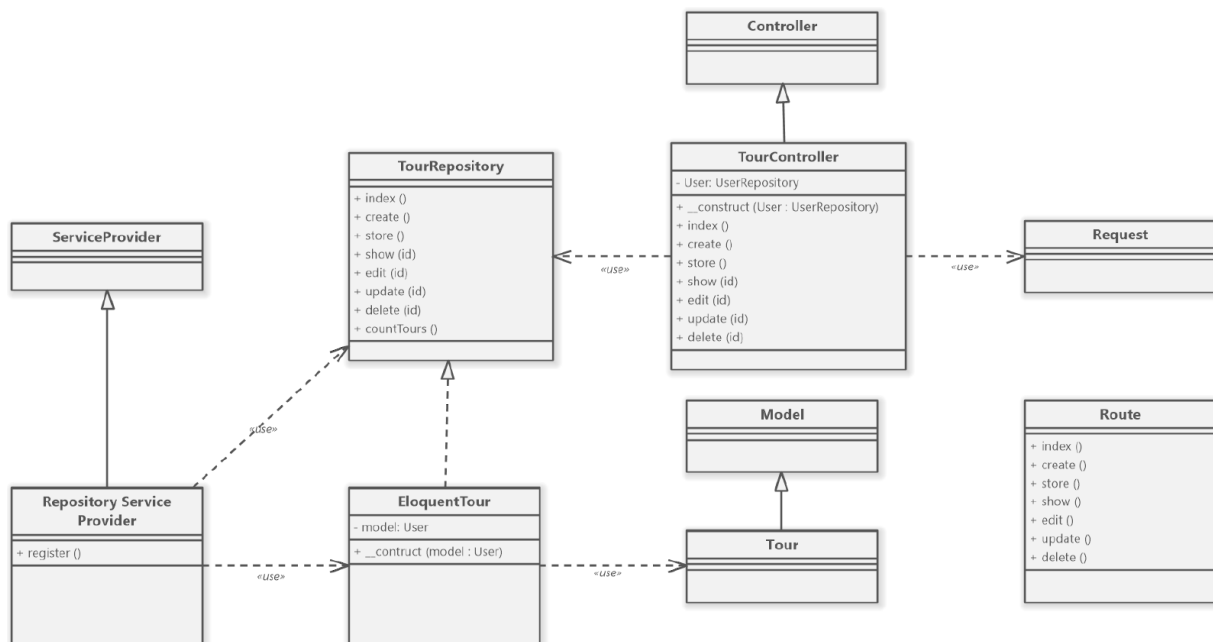 Controller
TourController
- User: UserRepository
+ __construct (User : UserRepository)
+ index ()
+ create ()
+ store ()
+ show (id)
+ edit (id)
+ update (id)
+ delete (id)
TourRepository
+ index ()
+ create ()
+ store ()
+ show (id)
+ edit (id)
+ update (id)
+ delete (id)
+ countTours ()
ServiceProvider
Request
«use»
«use»
«use»
Model
Route
+ index ()
+ create ()
+ store ()
+ show ()
+ edit ()
+ update ()
+ delete ()
Repository Service
Provider
+ register ()
EloquentTour
- model: User
+ __contruct (model : User)
Tour
«use»
«use»